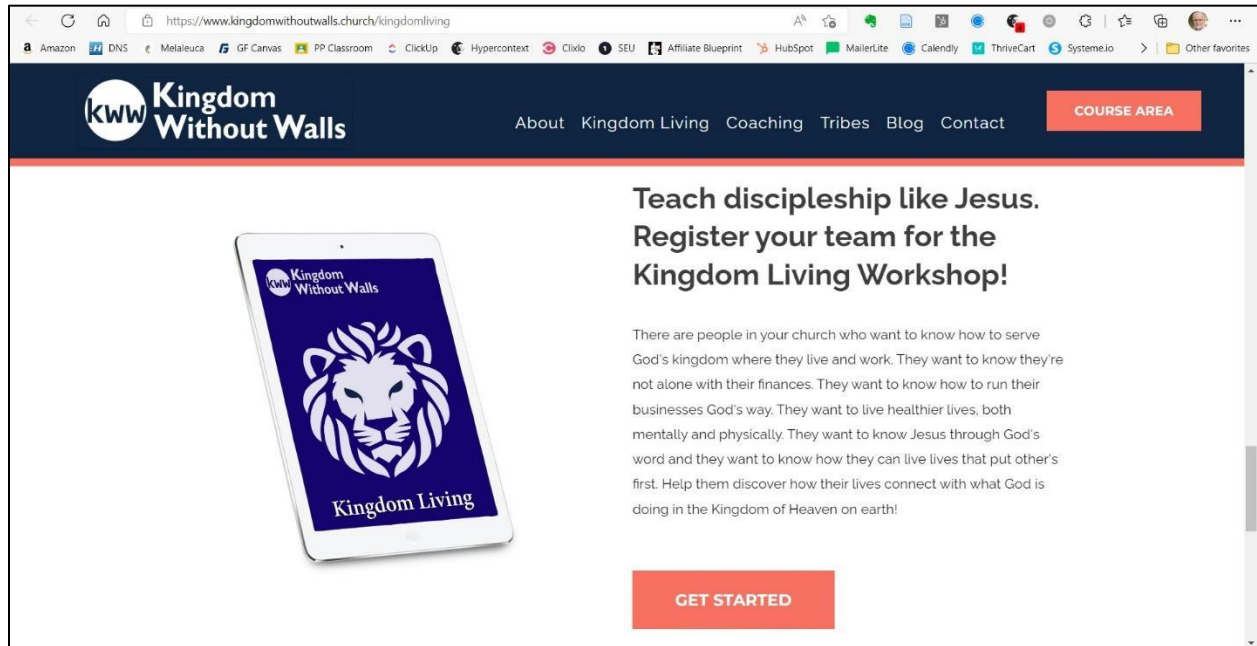 https://www.kingdomwithoutwalls.church/kingdomliving
Amazon DNS Melaleuca GF Canvas PP Classroom ClickUp Hypercontext Clixlo SEU Affiliate Blueprint HubSpot MailerLite Calendly ThriveCart Systeme.io Other favorites
kww Kingdom
Without Walls
About Kingdom Living Coaching Tribes Blog Contact
COURSE AREA
kww Kingdom
Without Walls
Kingdom Living
Teach discipleship like Jesus.
Register your team for the
Kingdom Living Workshop!
There are people in your church who want to know how to serve
God's kingdom where they live and work. They want to know they're
not alone with their finances. They want to know how to run their
businesses God's way. They want to live healthier lives, both
mentally and physically. They want to know Jesus through God's
word and they want to know how they can live lives that put other's
first. Help them discover how their lives connect with what God is
doing in the Kingdom of Heaven on earth!
GET STARTED